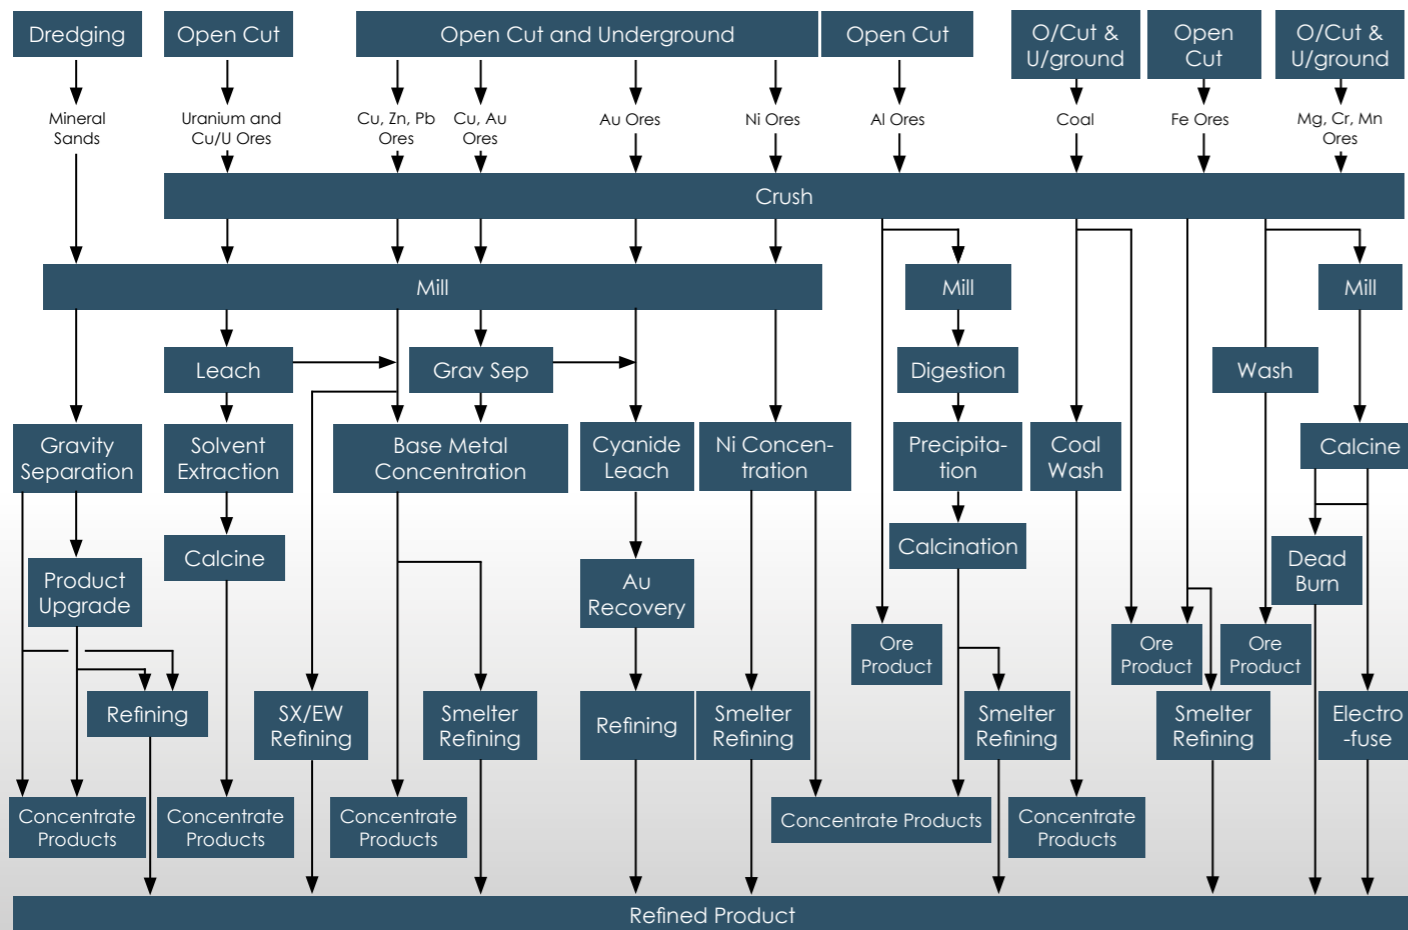 Dredging
Open Cut
Open Cut and Underground
Open Cut
O/Cut &
U/ground
Open
Cut
O/Cut &
U/ground
Mineral
Sands
Uranium and
Cu/U Ores
Cu, Zn, Pb
Ores
Cu, Au
Ores
Au Ores
Ni Ores
Al Ores
Coal
Fe Ores
Mg, Cr, Mn
Ores
Crush
Mill
Mill
Mill
Leach
Grav Sep
Digestion
Wash
Gravity
Separation
Solvent
Extraction
Base Metal
Concentration
Cyanide
Leach
Ni Concen-
tration
Precipita-
tion
Coal
Wash
Calcine
Calcine
Calcination
Product
Upgrade
Au
Recovery
Dead
Burn
Ore
Product
Ore
Product
Ore
Product
Refining
SX/EW
Refining
Smelter
Refining
Refining
Smelter
Refining
Smelter
Refining
Smelter
Refining
Electro
-fuse
Concentrate
Products
Concentrate
Products
Concentrate
Products
Concentrate Products
Concentrate
Products
Refined Product